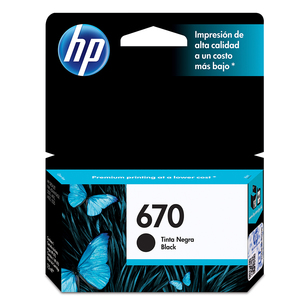 hp
Impresión de
alta calidad
a un costo
más bajo*
Premium printing at a lower cost*
670
Tinta Negra
Black